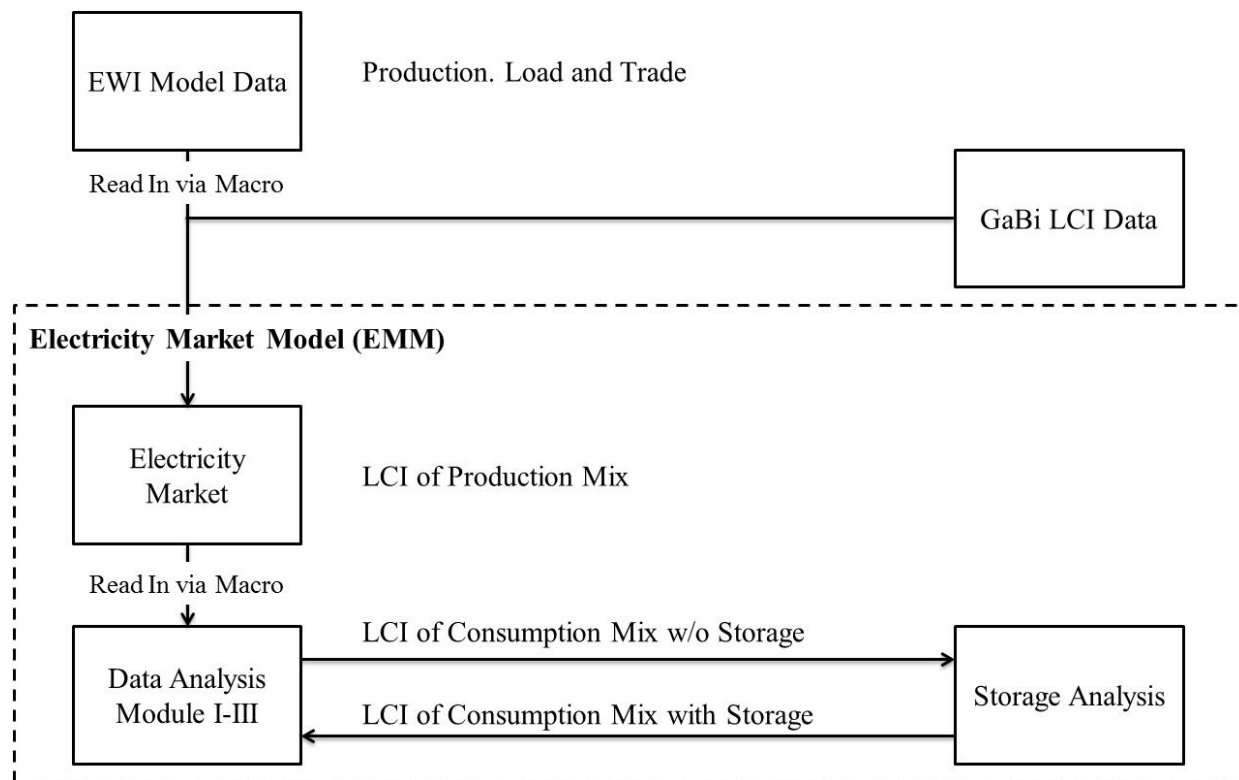 EWI Model Data
Production. Load and Trade
Read In via Macro
GaBi LCI Data
Electricity Market Model (EMM)
Electricity
Market
LCI of Production Mix
Read In via Macro
Data Analysis
Module I-III
LCI of Consumption Mix w/o Storage
LCI of Consumption Mix with Storage
Storage Analysis